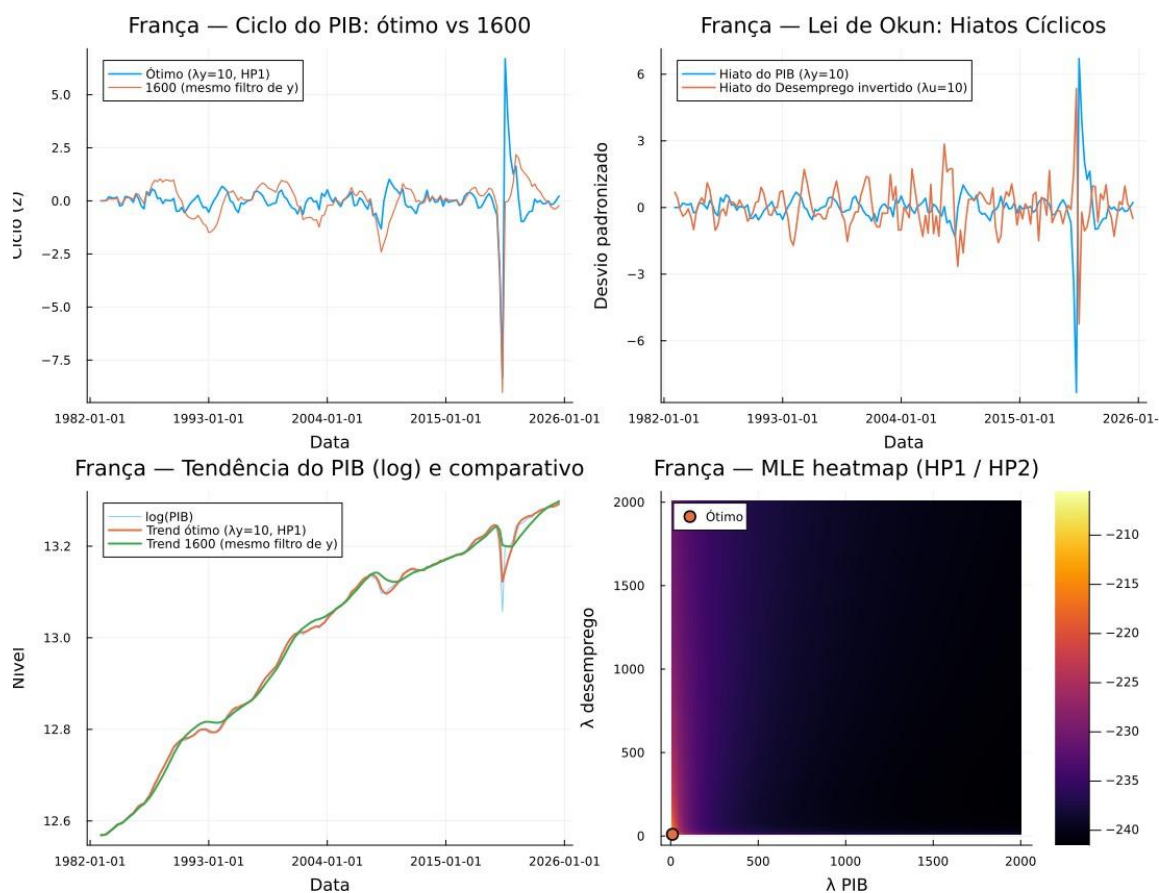 França — Ciclo do PIB: ótimo vs 1600
Ótimo (λy=10, HP1)
1600 (mesmo filtro de y)
5.0
2.5
0.0
−2.5
−5.0
−7.5
1982-01-01 1993-01-01 2004-01-01 2015-01-01 2026-01-01
Data
França — Lei de Okun: Hiatos Cíclicos
Hiato do PIB (λy=10)
Hiato do Desemprego invertido (λu=10)
Desvio padronizado
6
3
0
−3
−6
1982-01-01 1993-01-01 2004-01-01 2015-01-01 2026-01-
Data
França — Tendência do PIB (log) e comparativo
log(PIB)
Trend ótimo (λy=10, HP1)
Trend 1600 (mesmo filtro de y)
Nível
13.2
13.0
12.8
12.6
1982-01-01 1993-01-01 2004-01-01 2015-01-01 2026-01-01
Data
França — MLE heatmap (HP1 / HP2)
Ótimo
λ desemprego
2000
1500
1000
500
0
0 500 1000 1500 2000
λ PIB
−210
−215
−220
−225
−230
−235
−240